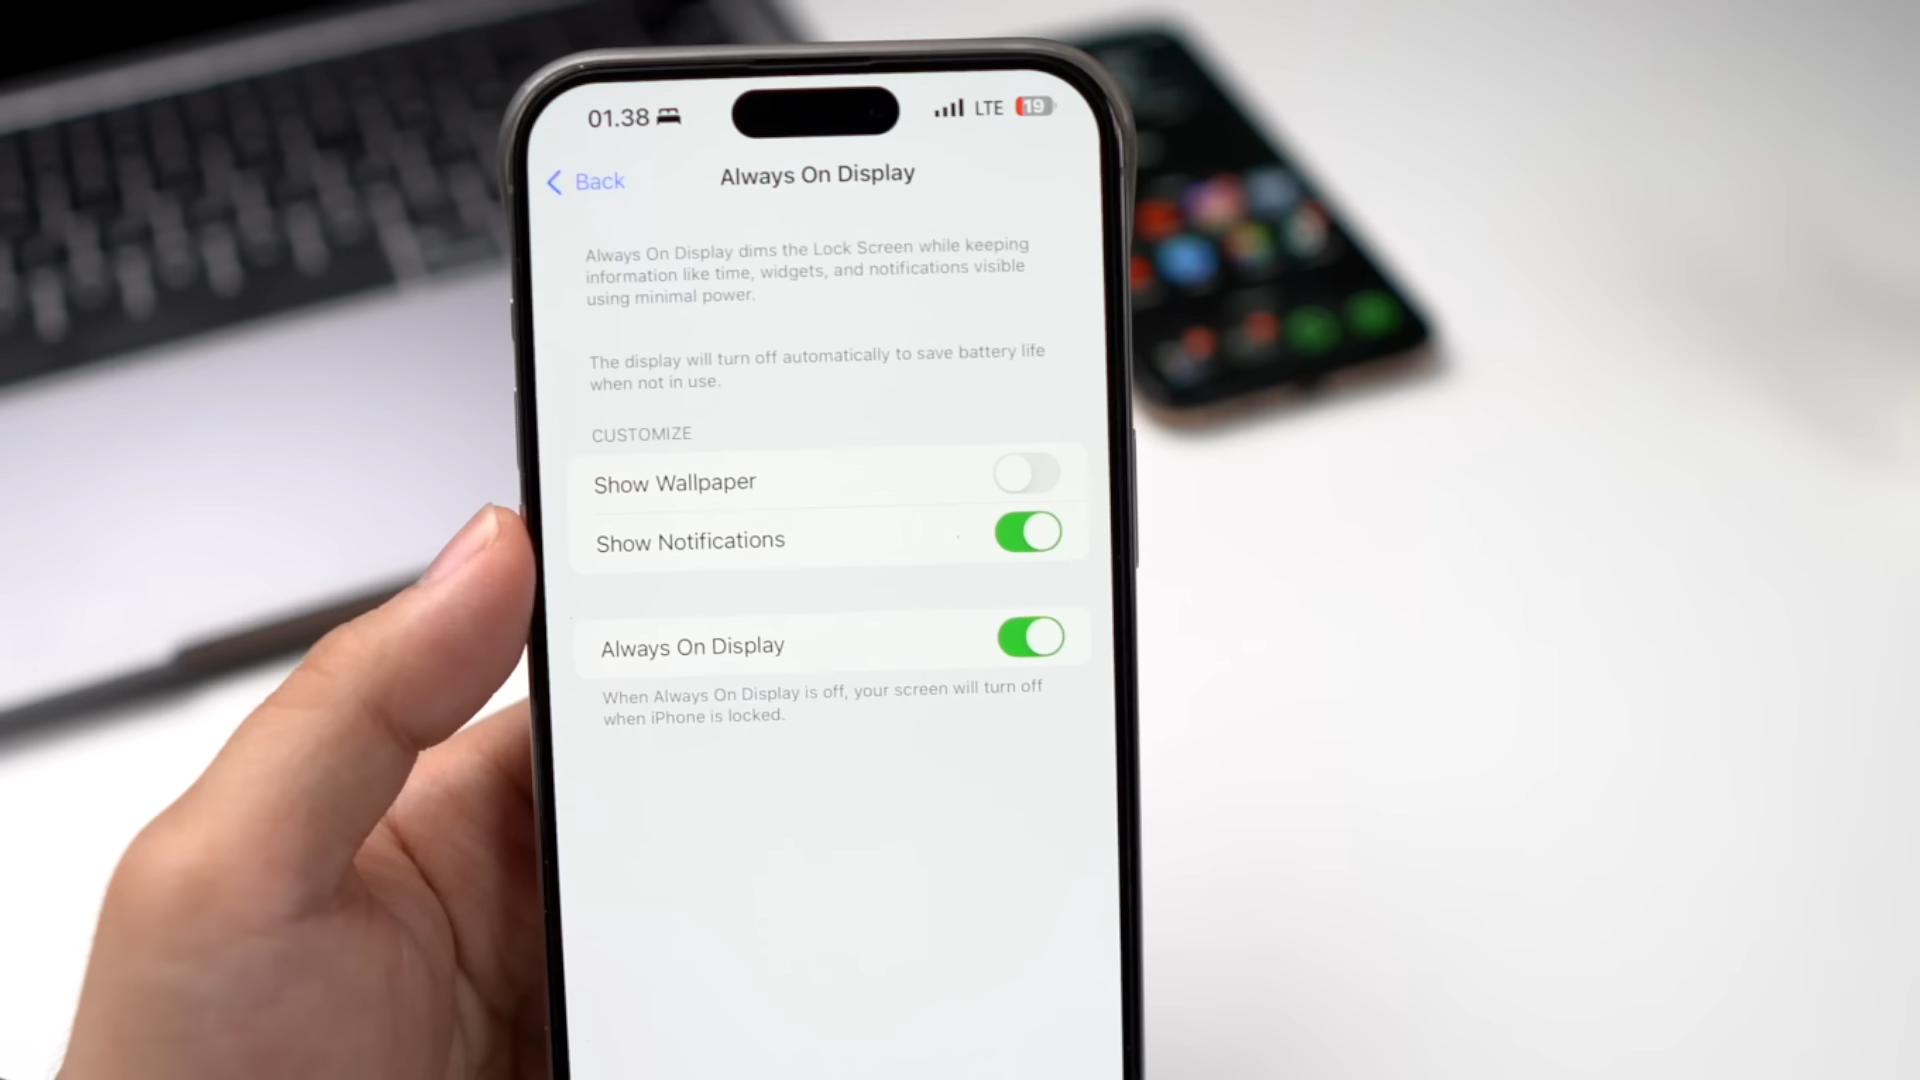 01.38
LTE 19
Back
Always On Display
Always On Display dims the Lock Screen while keeping
information like time, widgets, and notifications visible
using minimal power.
The display will turn off automatically to save battery life
when not in use.
CUSTOMIZE
Show Wallpaper
Show Notifications
Always On Display
When Always On Display is off, your screen will turn off
when iPhone is locked.